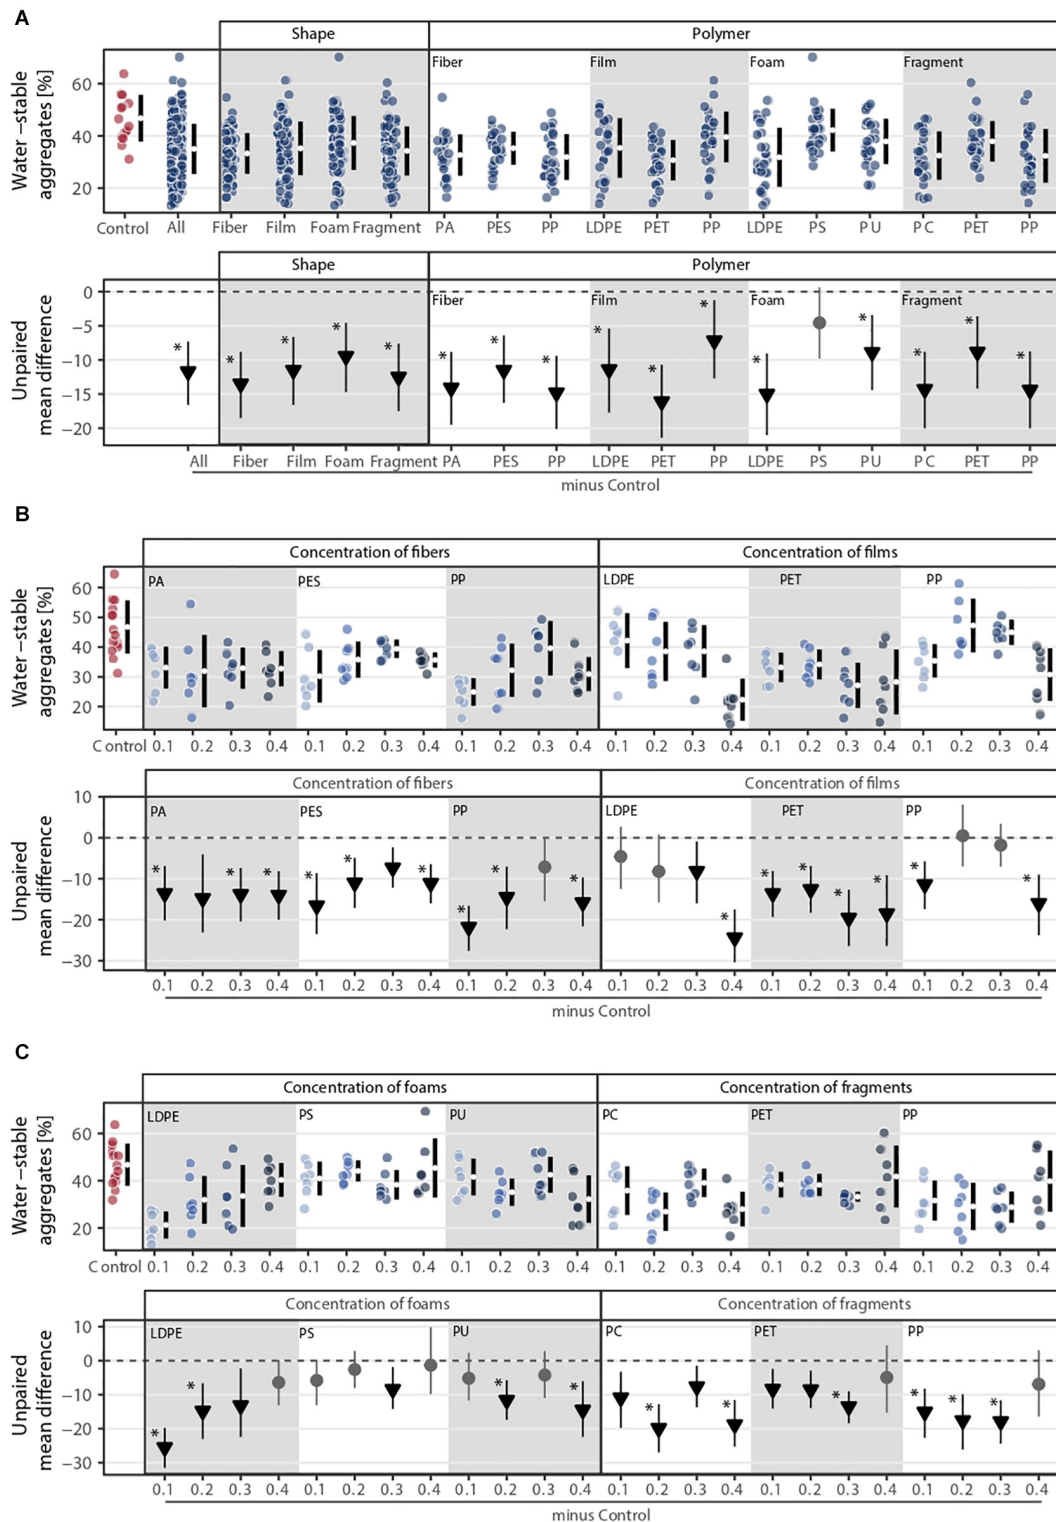 A
Shape Polymer
Water –stable
aggregates [%]
60
40
20
Fiber Film Foam Fragment
Control All Fiber Film Foam Fragment PA PES PP LDPE PET PP LDPE PS PU PC PET PP
Shape Polymer
Unpaired
mean difference
0
−5
−10
−15
−20
Fiber Film Foam Fragment
* * * * * * * * * * * * * * * *
All Fiber Film Foam Fragment PA PES PP LDPE PET PP LDPE PS PU PC PET PP
minus Control
B
Concentration of fibers Concentration of films
Water –stable
aggregates [%]
60
50
40
30
20
PA PES PP LDPE PET PP
Control 0.1 0.2 0.3 0.4 0.1 0.2 0.3 0.4 0.1 0.2 0.3 0.4 0.1 0.2 0.3 0.4 0.1 0.2 0.3 0.4 0.1 0.2 0.3 0.4
Concentration of fibers Concentration of films
Unpaired
mean difference
10
0
−10
−20
−30
PA PES PP LDPE PET PP
* * * * * * * * * * * * * * *
0.1 0.2 0.3 0.4 0.1 0.2 0.3 0.4 0.1 0.2 0.3 0.4 0.1 0.2 0.3 0.4 0.1 0.2 0.3 0.4 0.1 0.2 0.3 0.4
minus Control
C
Concentration of foams Concentration of fragments
Water –stable
aggregates [%]
60
40
20
LDPE PS PU PC PET PP
Control 0.1 0.2 0.3 0.4 0.1 0.2 0.3 0.4 0.1 0.2 0.3 0.4 0.1 0.2 0.3 0.4 0.1 0.2 0.3 0.4 0.1 0.2 0.3 0.4
Concentration of foams Concentration of fragments
Unpaired
mean difference
10
0
−10
−20
−30
LDPE PS PU PC PET PP
* * * * * * * * * *
0.1 0.2 0.3 0.4 0.1 0.2 0.3 0.4 0.1 0.2 0.3 0.4 0.1 0.2 0.3 0.4 0.1 0.2 0.3 0.4 0.1 0.2 0.3 0.4
minus Control